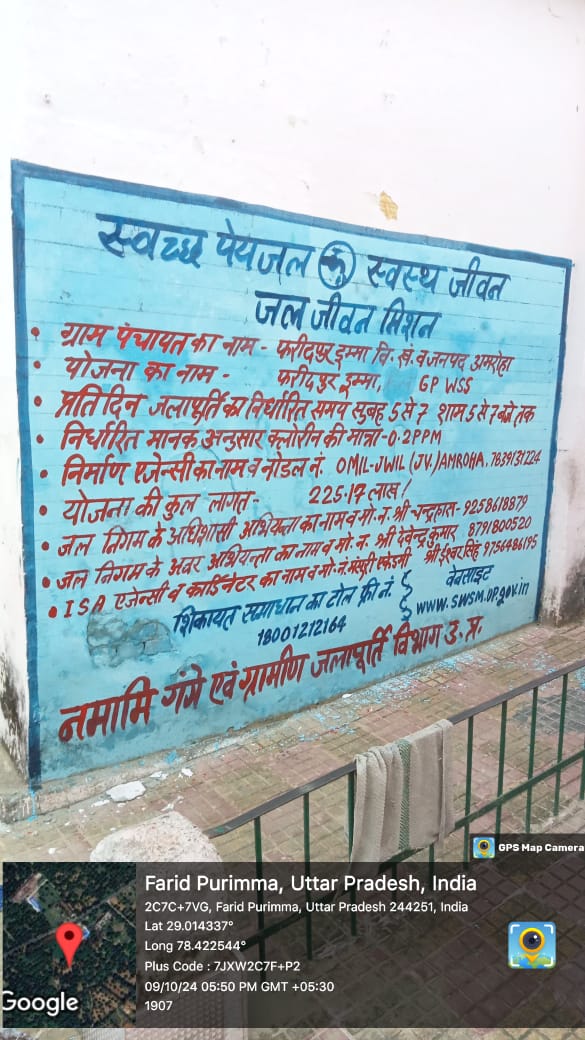 स्वच्छ पेयजल स्वस्थ जीवन
जल जीवन मिशन
• ग्राम पंचायत का नाम - फरीदपुर इम्मा वि. ख. व जनपद अमरोहा
• योजना का नाम - फरीदपुर इम्मा, GP WSS
• प्रतिदिन जलापूर्ति का निर्धारित समय सुबह 5 से 7 शाम 5 से 7 बजे तक
• निर्धारित मानक अनुसार क्लोरीन की मात्रा-0.2PPM
• निर्माण एजेन्सी का नाम व नोडल नं. OMIL-JWIL (JV.) AMROHA. 7839131224
• योजना की कुल लागत- 225.17 लाख /
• जल निगम के अधिशासी अभियन्ता का नाम व मो. न. श्री चन्द्रहास- 9258618879
• जल निगम के अवर अभियन्ता का नाम व मो. न. श्री देवेन्द्र कुमार 8791800520
• ISA एजेन्सी व कार्डिनेटर का नाम व मो नं. मंसूरी एकेडमी श्री ईश्वर सिंह 9756486195
शिकायत समाधान का टोल फ्री नं. वेबसाइट
18001212164 www.swsm.up.gov.in
नमामि गंगे एवं ग्रामीण जलापूर्ति विभाग उ. प्र.
GPS Map Camera
Farid Purimma, Uttar Pradesh, India
2C7C+7VG, Farid Purimma, Uttar Pradesh 244251, India
Lat 29.014337°
Long 78.422544°
Plus Code : 7JXW2C7F+P2
09/10/24 05:50 PM GMT +05:30
1907
Google